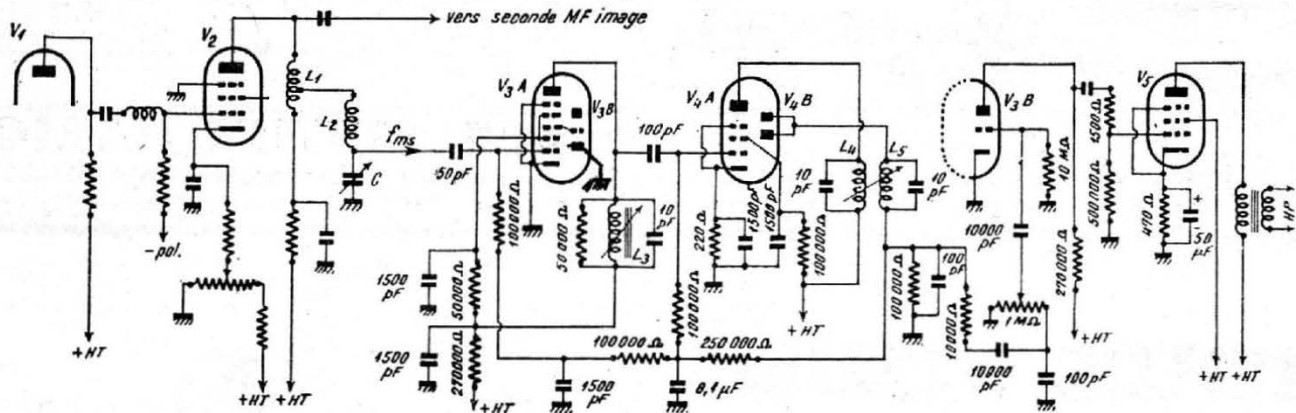 vers seconde MF image
V1
V2
L1
L2
C
fms
-pol.
+HT
+HT
+HT
150 pF
V3A
V3B
100 000 Ω
1500 pF
50000 Ω
1500 pF
270000 Ω
+HT
50 000 Ω
L3
10 pF
100 pF
100 000 Ω
1500 pF
100 000 Ω
250 000 Ω
0,1 µF
V4A
V4B
220 Ω
1500 pF
1500 pF
100 000 Ω
+HT
10 pF
L4
L5
10 pF
100 000 Ω
100 pF
10000 Ω
10000 pF
100 pF
V3B
10 MΩ
10000 pF
1 MΩ
270 000 Ω
+HT
1500 Ω
500 000 Ω
V5
470 Ω
+
50 µF
HP
+HT
+HT